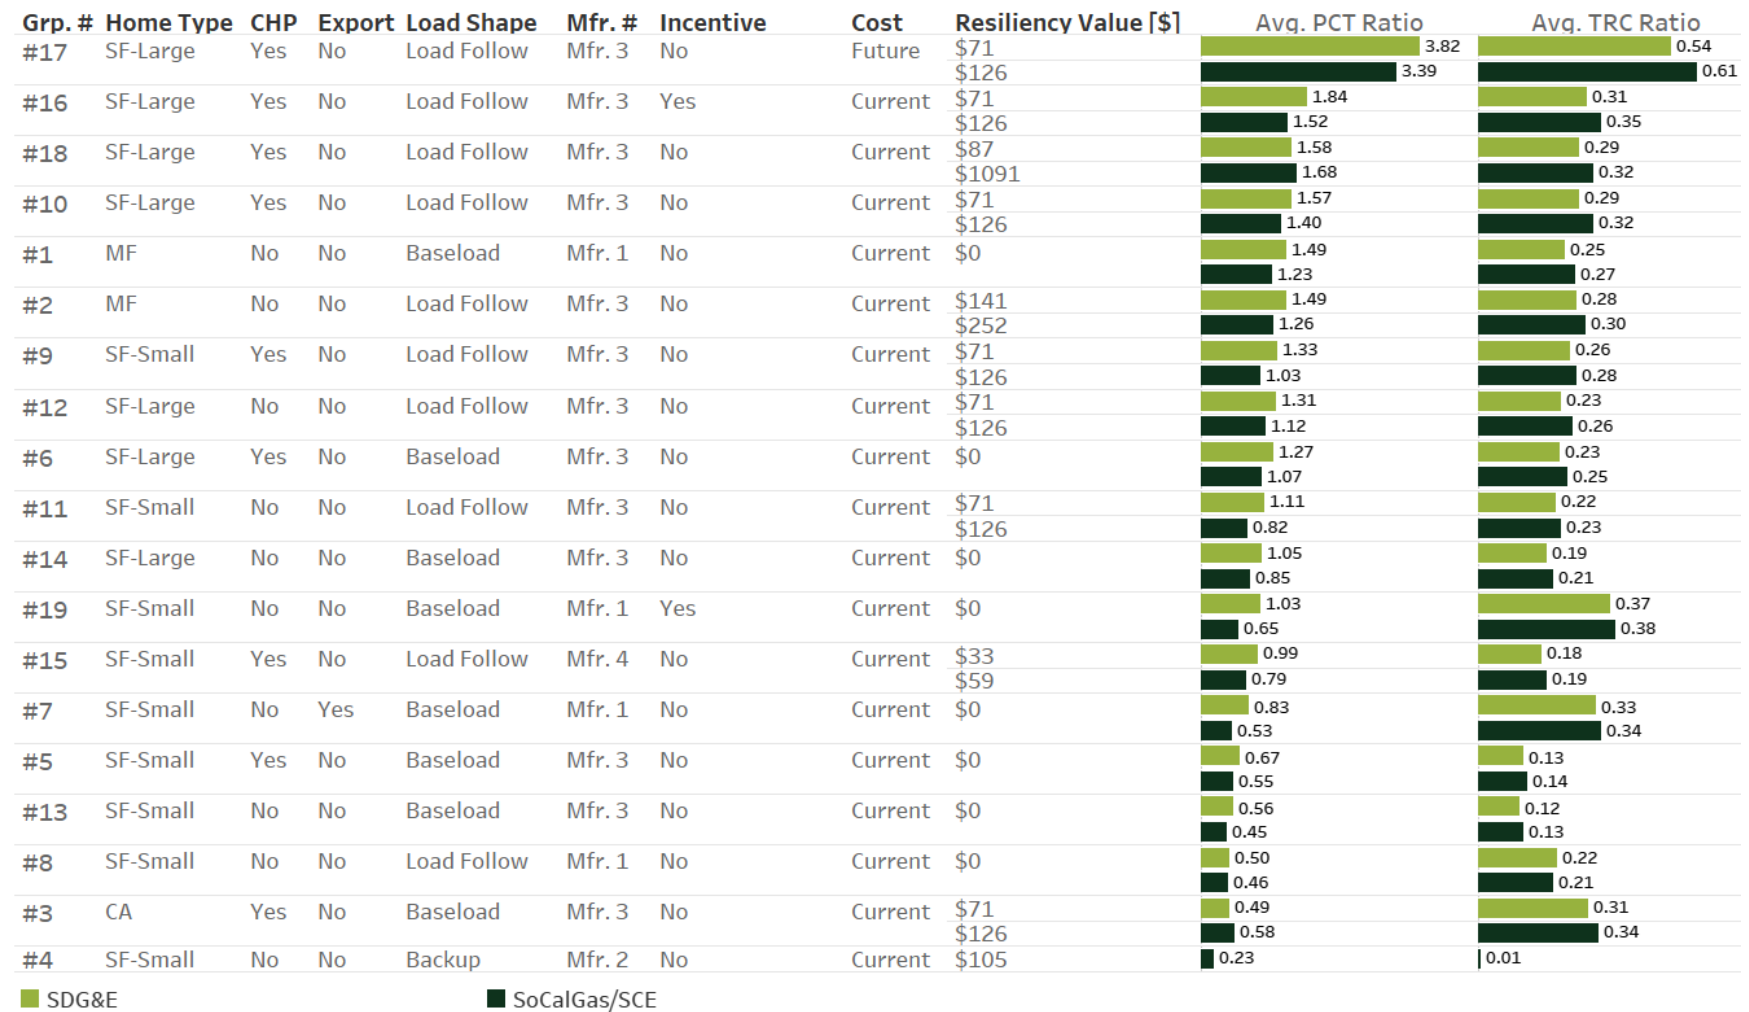 Grp. # Home Type CHP Export Load Shape Mfr. # Incentive Cost Resiliency Value [$] Avg. PCT Ratio Avg. TRC Ratio
#17 SF-Large Yes No Load Follow Mfr. 3 No Future $71 3.82 0.54
$126 3.39 0.61
#16 SF-Large Yes No Load Follow Mfr. 3 Yes Current $71 1.84 0.31
$126 1.52 0.35
#18 SF-Large Yes No Load Follow Mfr. 3 No Current $87 1.58 0.29
$1091 1.68 0.32
#10 SF-Large Yes No Load Follow Mfr. 3 No Current $71 1.57 0.29
$126 1.40 0.32
#1 MF No No Baseload Mfr. 1 No Current $0 1.49 0.25
1.23 0.27
#2 MF No No Load Follow Mfr. 3 No Current $141 1.49 0.28
$252 1.26 0.30
#9 SF-Small Yes No Load Follow Mfr. 3 No Current $71 1.33 0.26
$126 1.03 0.28
#12 SF-Large No No Load Follow Mfr. 3 No Current $71 1.31 0.23
$126 1.12 0.26
#6 SF-Large Yes No Baseload Mfr. 3 No Current $0 1.27 0.23
1.07 0.25
#11 SF-Small No No Load Follow Mfr. 3 No Current $71 1.11 0.22
$126 0.82 0.23
#14 SF-Large No No Baseload Mfr. 3 No Current $0 1.05 0.19
0.85 0.21
#19 SF-Small No No Baseload Mfr. 1 Yes Current $0 1.03 0.37
0.65 0.38
#15 SF-Small Yes No Load Follow Mfr. 4 No Current $33 0.99 0.18
$59 0.79 0.19
#7 SF-Small No Yes Baseload Mfr. 1 No Current $0 0.83 0.33
0.53 0.34
#5 SF-Small Yes No Baseload Mfr. 3 No Current $0 0.67 0.13
0.55 0.14
#13 SF-Small No No Baseload Mfr. 3 No Current $0 0.56 0.12
0.45 0.13
#8 SF-Small No No Load Follow Mfr. 1 No Current $0 0.50 0.22
0.46 0.21
#3 CA Yes No Baseload Mfr. 3 No Current $71 0.49 0.31
$126 0.58 0.34
#4 SF-Small No No Backup Mfr. 2 No Current $105 0.23 0.01
SDG&E SoCalGas/SCE